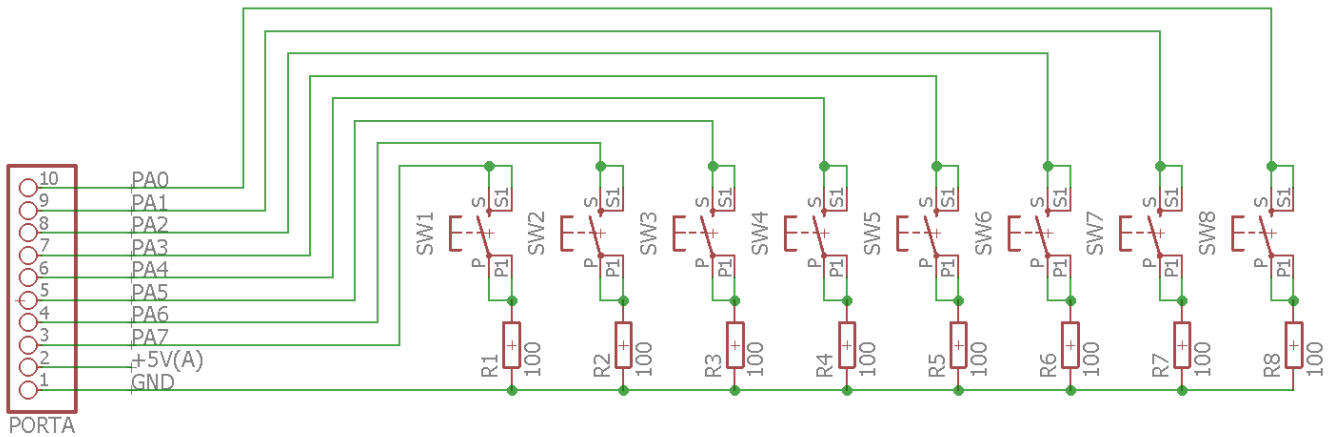 10 PA0
9 PA1
8 PA2
7 PA3
6 PA4
5 PA5
4 PA6
3 PA7
2 +5V(A)
1 GND
PORTA
SW1 S S1 P P1
SW2 S S1 P P1
SW3 S S1 P P1
SW4 S S1 P P1
SW5 S S1 P P1
SW6 S S1 P P1
SW7 S S1 P P1
SW8 S S1 P P1
R1 100
R2 100
R3 100
R4 100
R5 100
R6 100
R7 100
R8 100